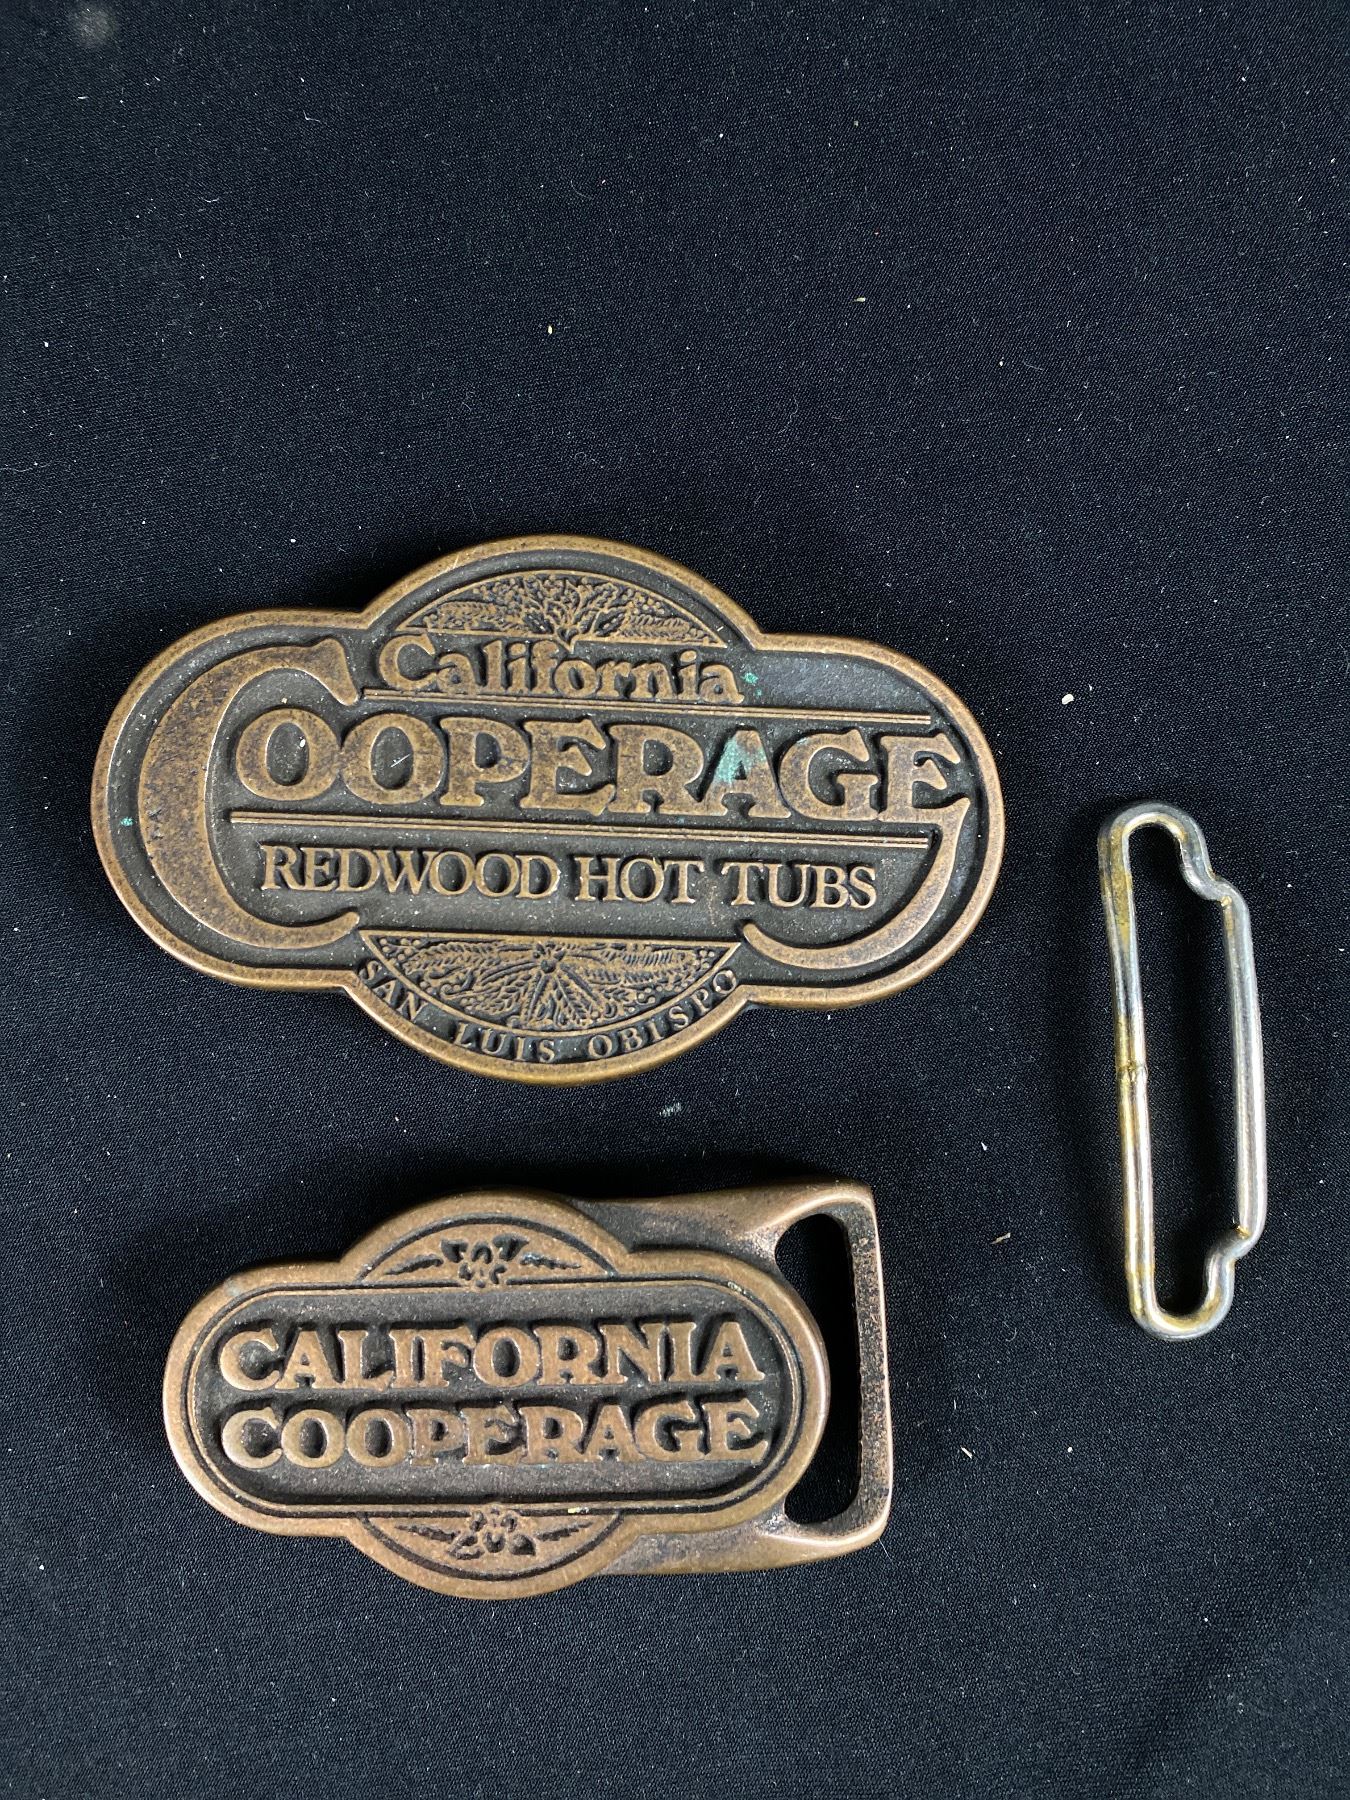 California
COOPERAGE
REDWOOD HOT TUBS
SAN LUIS OBISPO
CALIFORNIA
COOPERAGE